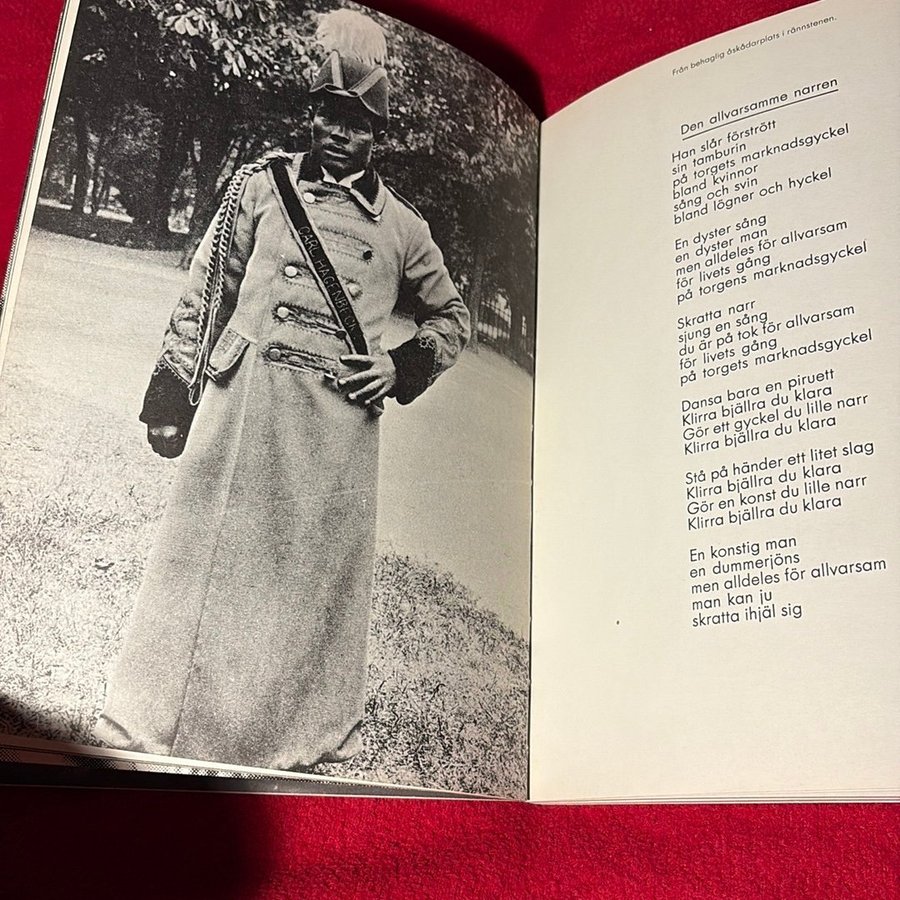 CARL HAGENBECK
Från behaglig åskådarplats i rännstenen.
Den allvarsamme narren
Han slår förstrött
sin tamburin
på torgets marknadsgyckel
bland kvinnor
sång och svin
bland lögner och hyckel
En dyster sång
en dyster man
men alldeles för allvarsam
för livets gång
på torgens marknadsgyckel
Skratta narr
sjung en sång
du är på tok för allvarsam
för livets gång
på torgets marknadsgyckel
Dansa bara en piruett
Klirra bjällra du klara
Gör ett gyckel du lille narr
Klirra bjällra du klara
Stå på händer ett litet slag
Klirra bjällra du klara
Gör en konst du lille narr
Klirra bjällra du klara
En konstig man
en dummerjöns
men alldeles för allvarsam
man kan ju
skratta ihjäl sig